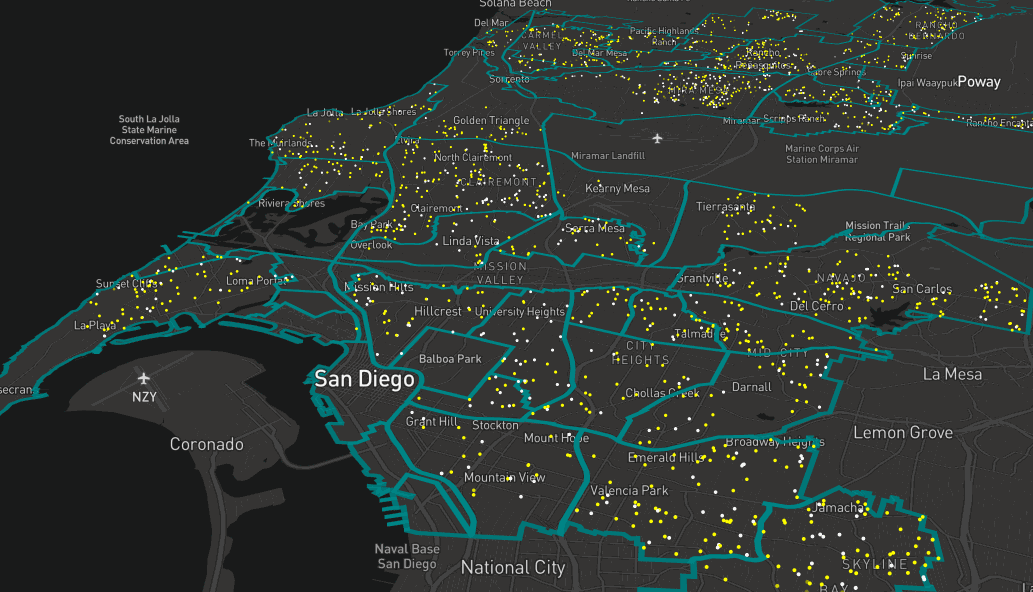 Solana Beach
Del Mar
CARMEL
VALLEY
Pacific Highlands
Ranch
RANCHO
BERNARDO
Torrey Pines
Del Mar Mesa
Rancho
Peñasquitos
Sunrise
Sabre Springs
Sorrento
Ipai Waaypuk
Poway
MIRA MESA
South La Jolla
State Marine
Conservation Area
La Jolla
La Jolla Shores
Golden Triangle
Miramar
Scripps Ranch
Rancho Encanta
The Muirlands
Elvira
North Clairemont
Miramar Landfill
Marine Corps Air
Station Miramar
CLAIREMONT
Kearny Mesa
Riviera Shores
Clairemont
Tierrasanta
Bay Park
Serra Mesa
Mission Trails
Regional Park
Overlook
Linda Vista
MISSION
VALLEY
Sunset Cliffs
Loma Portal
Mission Hills
Grantville
NAVAJO
San Carlos
La Playa
Hillcrest
University Heights
Del Cerro
Talmadge
CITY
HEIGHTS
MID-CITY
Balboa Park
San Diego
La Mesa
secran
NZY
Chollas Creek
Darnall
Grant Hill
Stockton
Mount Hope
Lemon Grove
Coronado
Broadway Heights
Emerald Hills
Mountain View
Valencia Park
Jamacha
Naval Base
San Diego
National City
SKYLINE
BAY